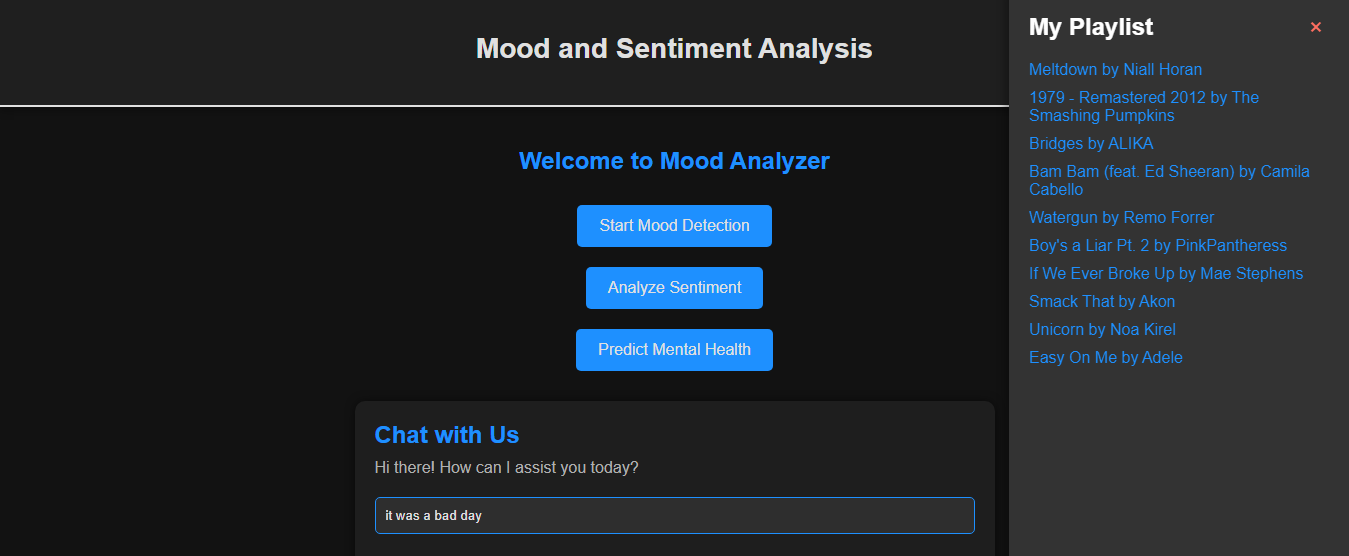 Mood and Sentiment Analysis
Welcome to Mood Analyzer
Start Mood Detection
Analyze Sentiment
Predict Mental Health
Chat with Us
Hi there! How can I assist you today?
it was a bad day
My Playlist
×
Meltdown by Niall Horan
1979 - Remastered 2012 by The
Smashing Pumpkins
Bridges by ALIKA
Bam Bam (feat. Ed Sheeran) by Camila
Cabello
Watergun by Remo Forrer
Boy's a Liar Pt. 2 by PinkPantheress
If We Ever Broke Up by Mae Stephens
Smack That by Akon
Unicorn by Noa Kirel
Easy On Me by Adele